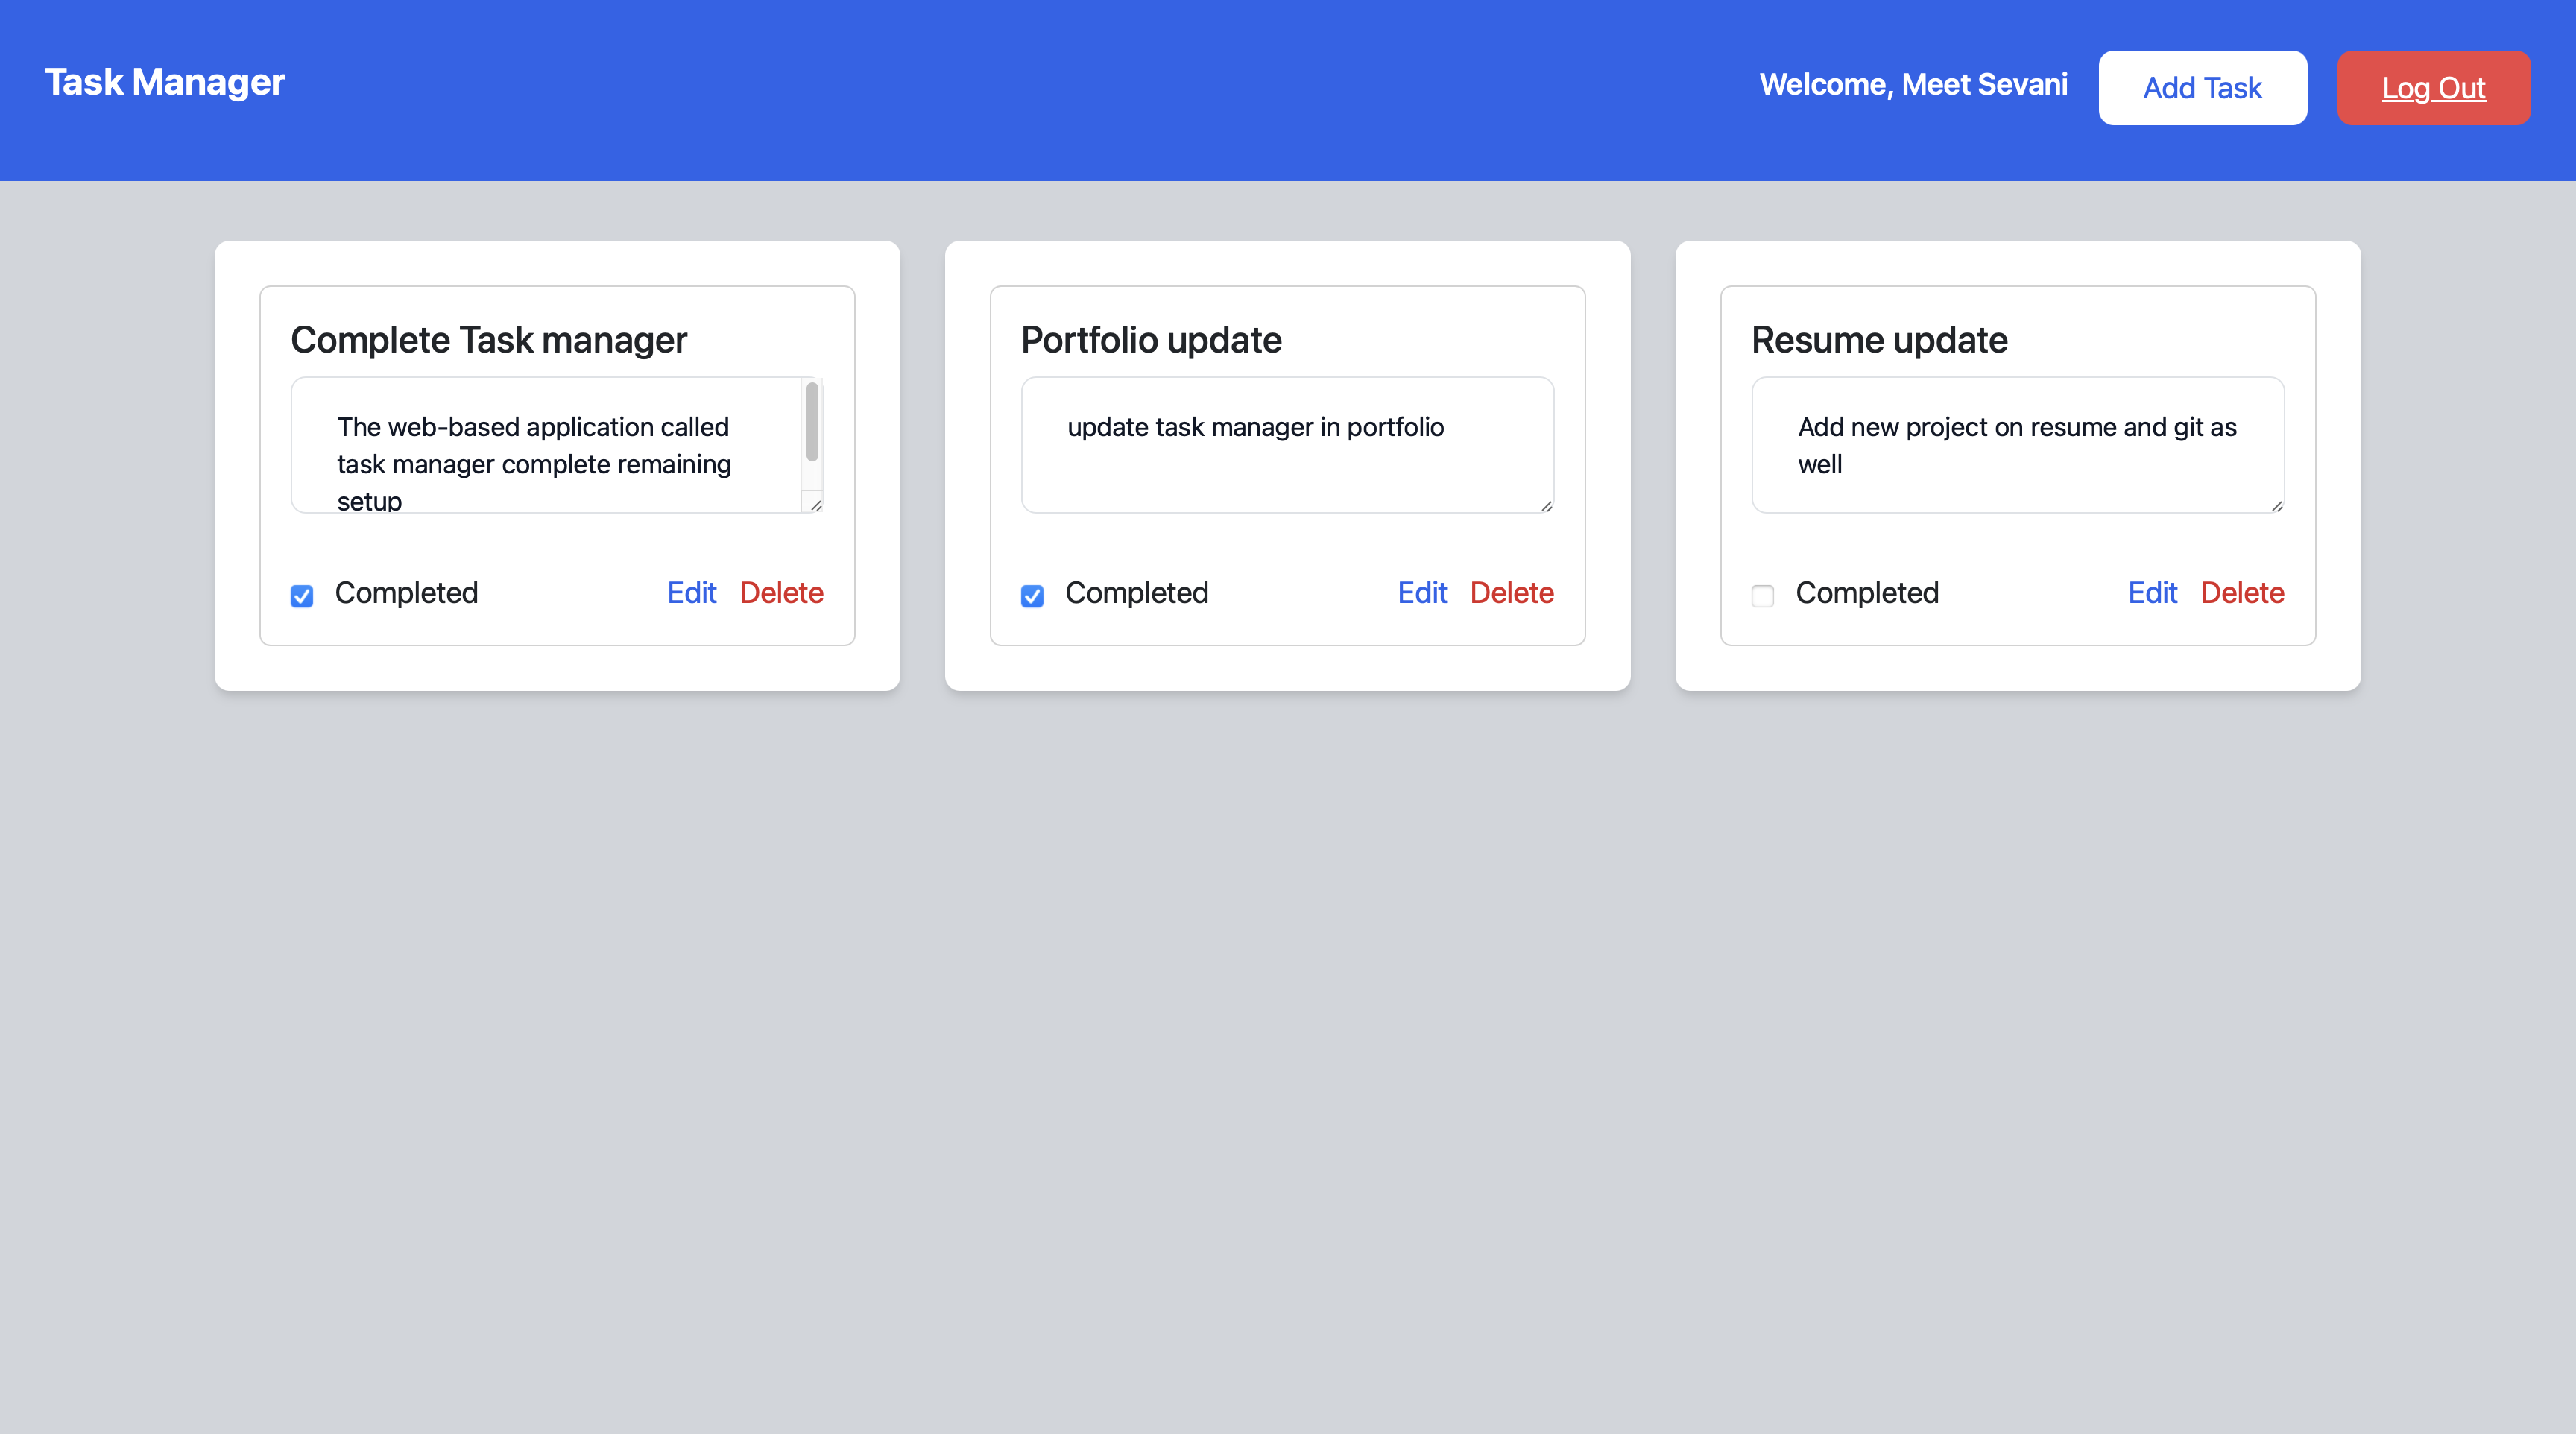 Task Manager
Welcome, Meet Sevani
Add Task
Log Out
Complete Task manager
The web-based application called
task manager complete remaining
setup
Completed
Edit
Delete
Portfolio update
update task manager in portfolio
Completed
Edit
Delete
Resume update
Add new project on resume and git as
well
Completed
Edit
Delete